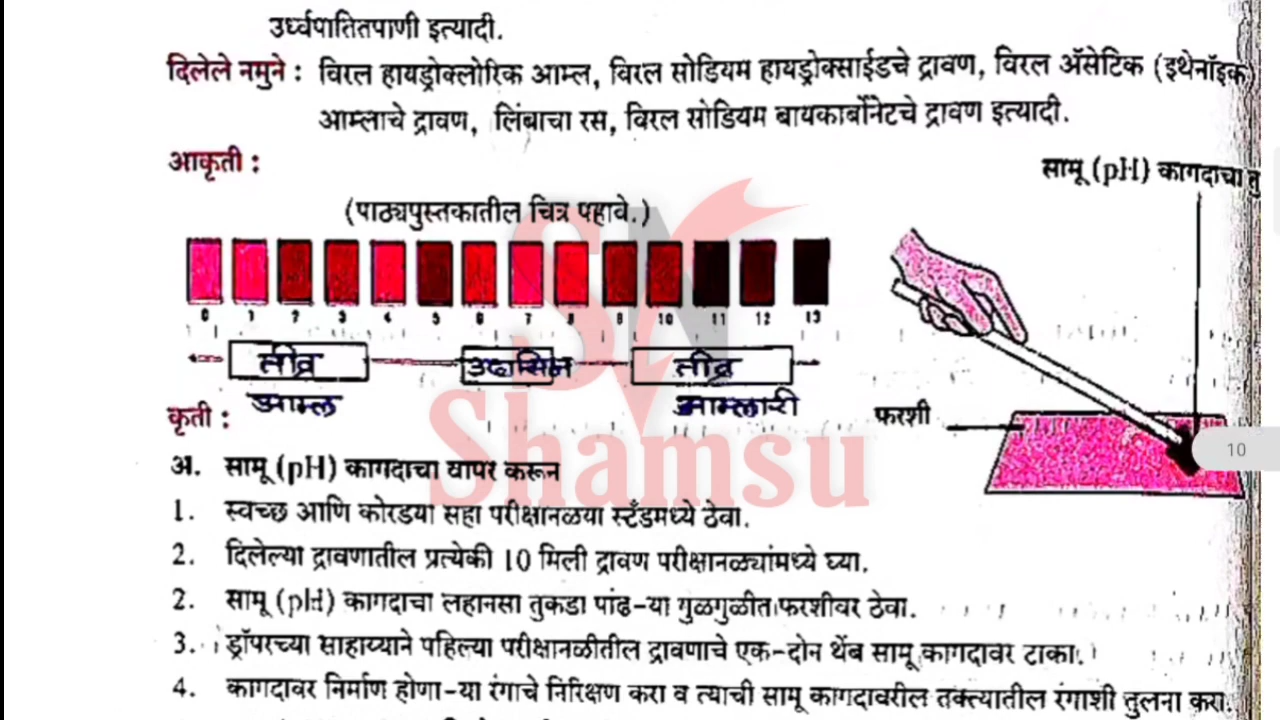 उर्ध्वपातितपाणी इत्यादी.
दिलेले नमुने : विरल हायड्रोक्लोरिक आम्ल, विरल सोडियम हायड्रोक्साईडचे द्रावण, विरल ॲसेटिक (इथेनॉइक)
आम्लाचे द्रावण, लिंबाचा रस, विरल सोडियम बायकार्बोनेटचे द्रावण इत्यादी.
आकृती :
सामू (pH) कागदाचा तु
(पाठ्यपुस्तकातील चित्र पहावे.)
0 1 2 3 4 5 6 7 8 9 10 11 12 13
तीव्र उदासिन तीव्र
आम्ल आम्लारी
कृती :
फरशी
10
Shamsu
अ. सामू (pH) कागदाचा वापर करून
1. स्वच्छ आणि कोरडया सहा परीक्षानळया स्टँडमध्ये ठेवा.
2. दिलेल्या द्रावणातील प्रत्येकी 10 मिली द्रावण परीक्षानळ्यांमध्ये घ्या.
2. सामू (pH) कागदाचा लहानसा तुकडा पांढ-या गुळगुळीत फरशीवर ठेवा.
3. ड्रॉपरच्या साहाय्याने पहिल्या परीक्षानळीतील द्रावणाचे एक-दोन थेंब सामू कागदावर टाका.
4. कागदावर निर्माण होणा-या रंगाचे निरिक्षण करा व त्याची सामू कागदावरील तक्त्यातील रंगाशी तुलना करा.